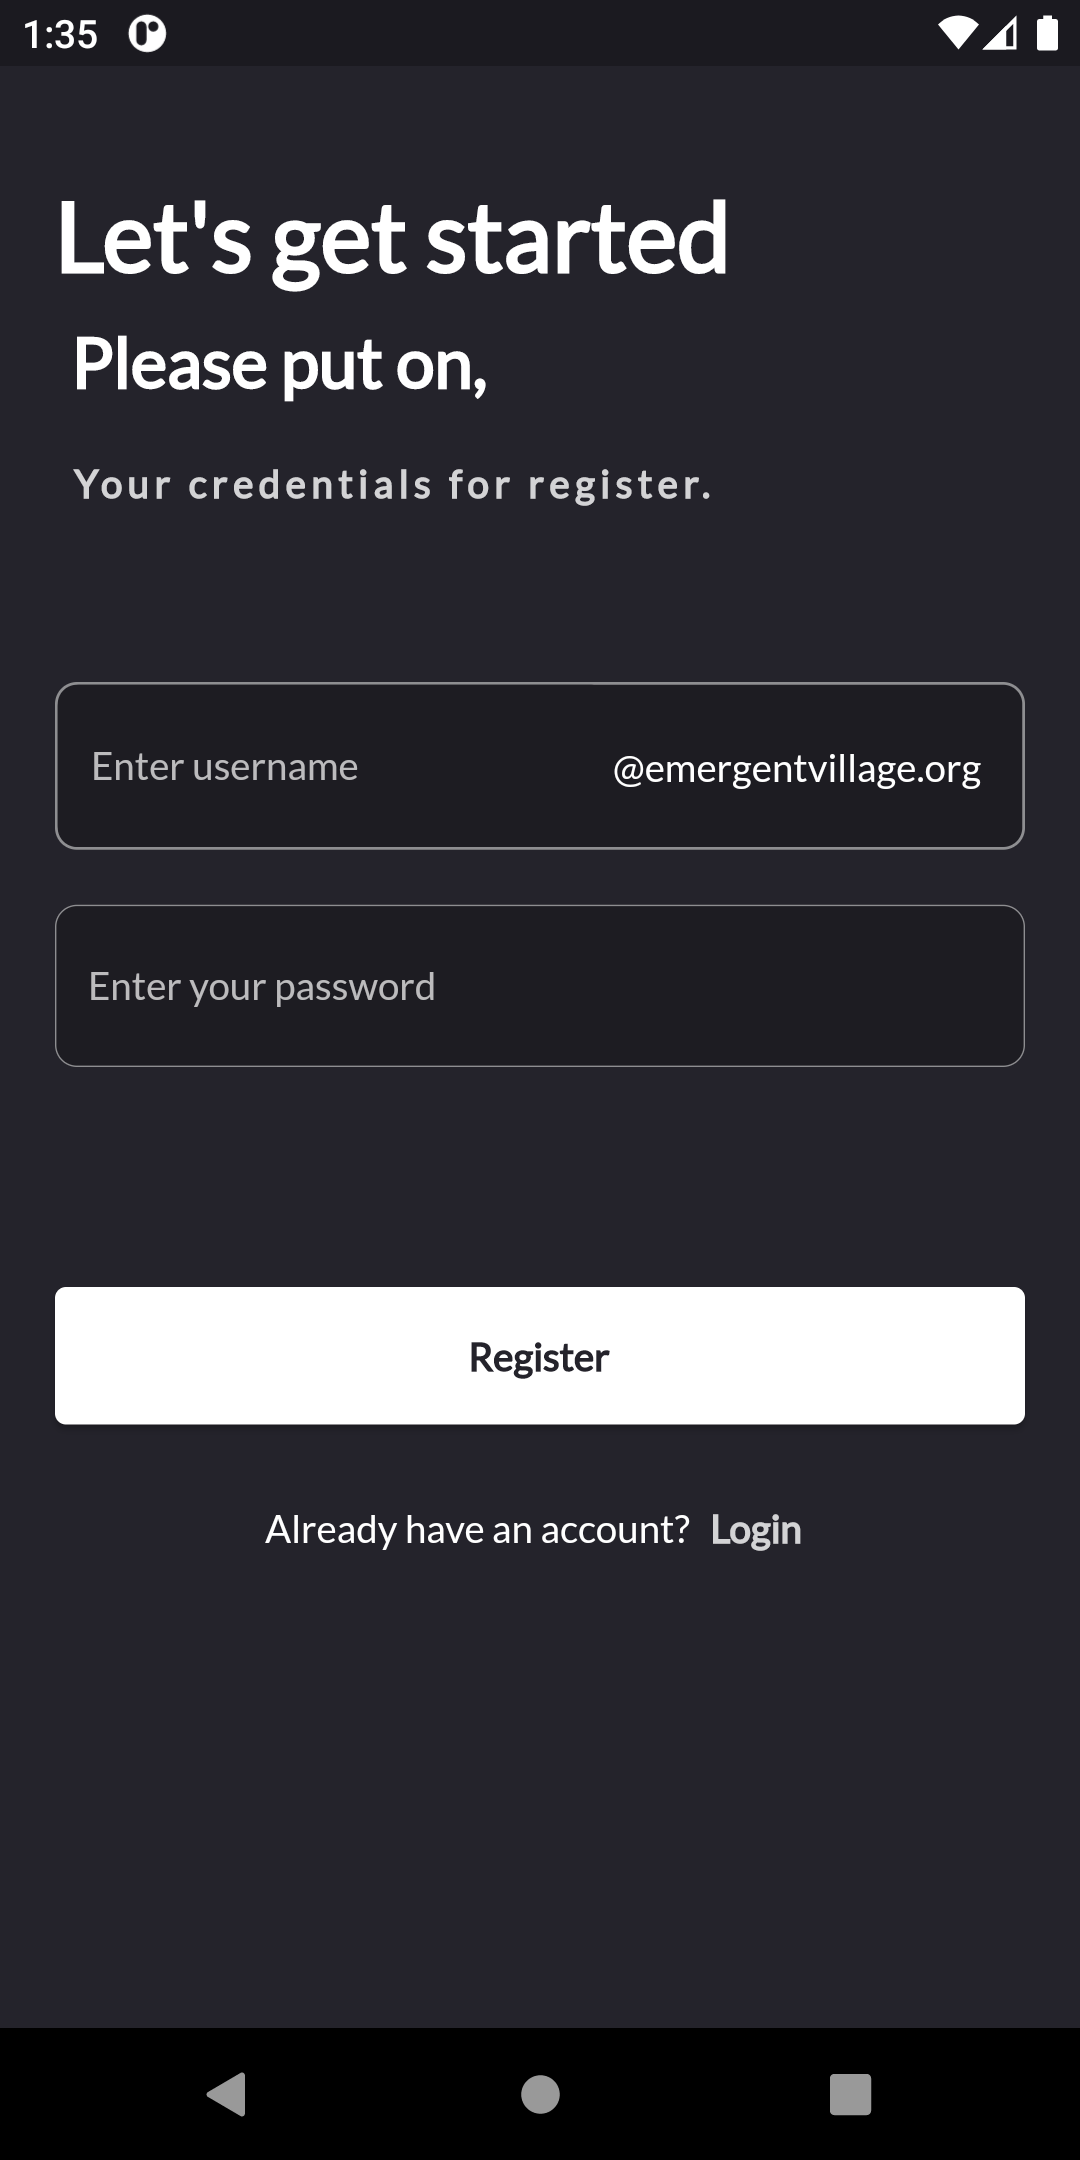 1:35
Let's get started
Please put on,
Your credentials for register.
Enter username @emergentvillage.org
Enter your password
Register
Already have an account? Login